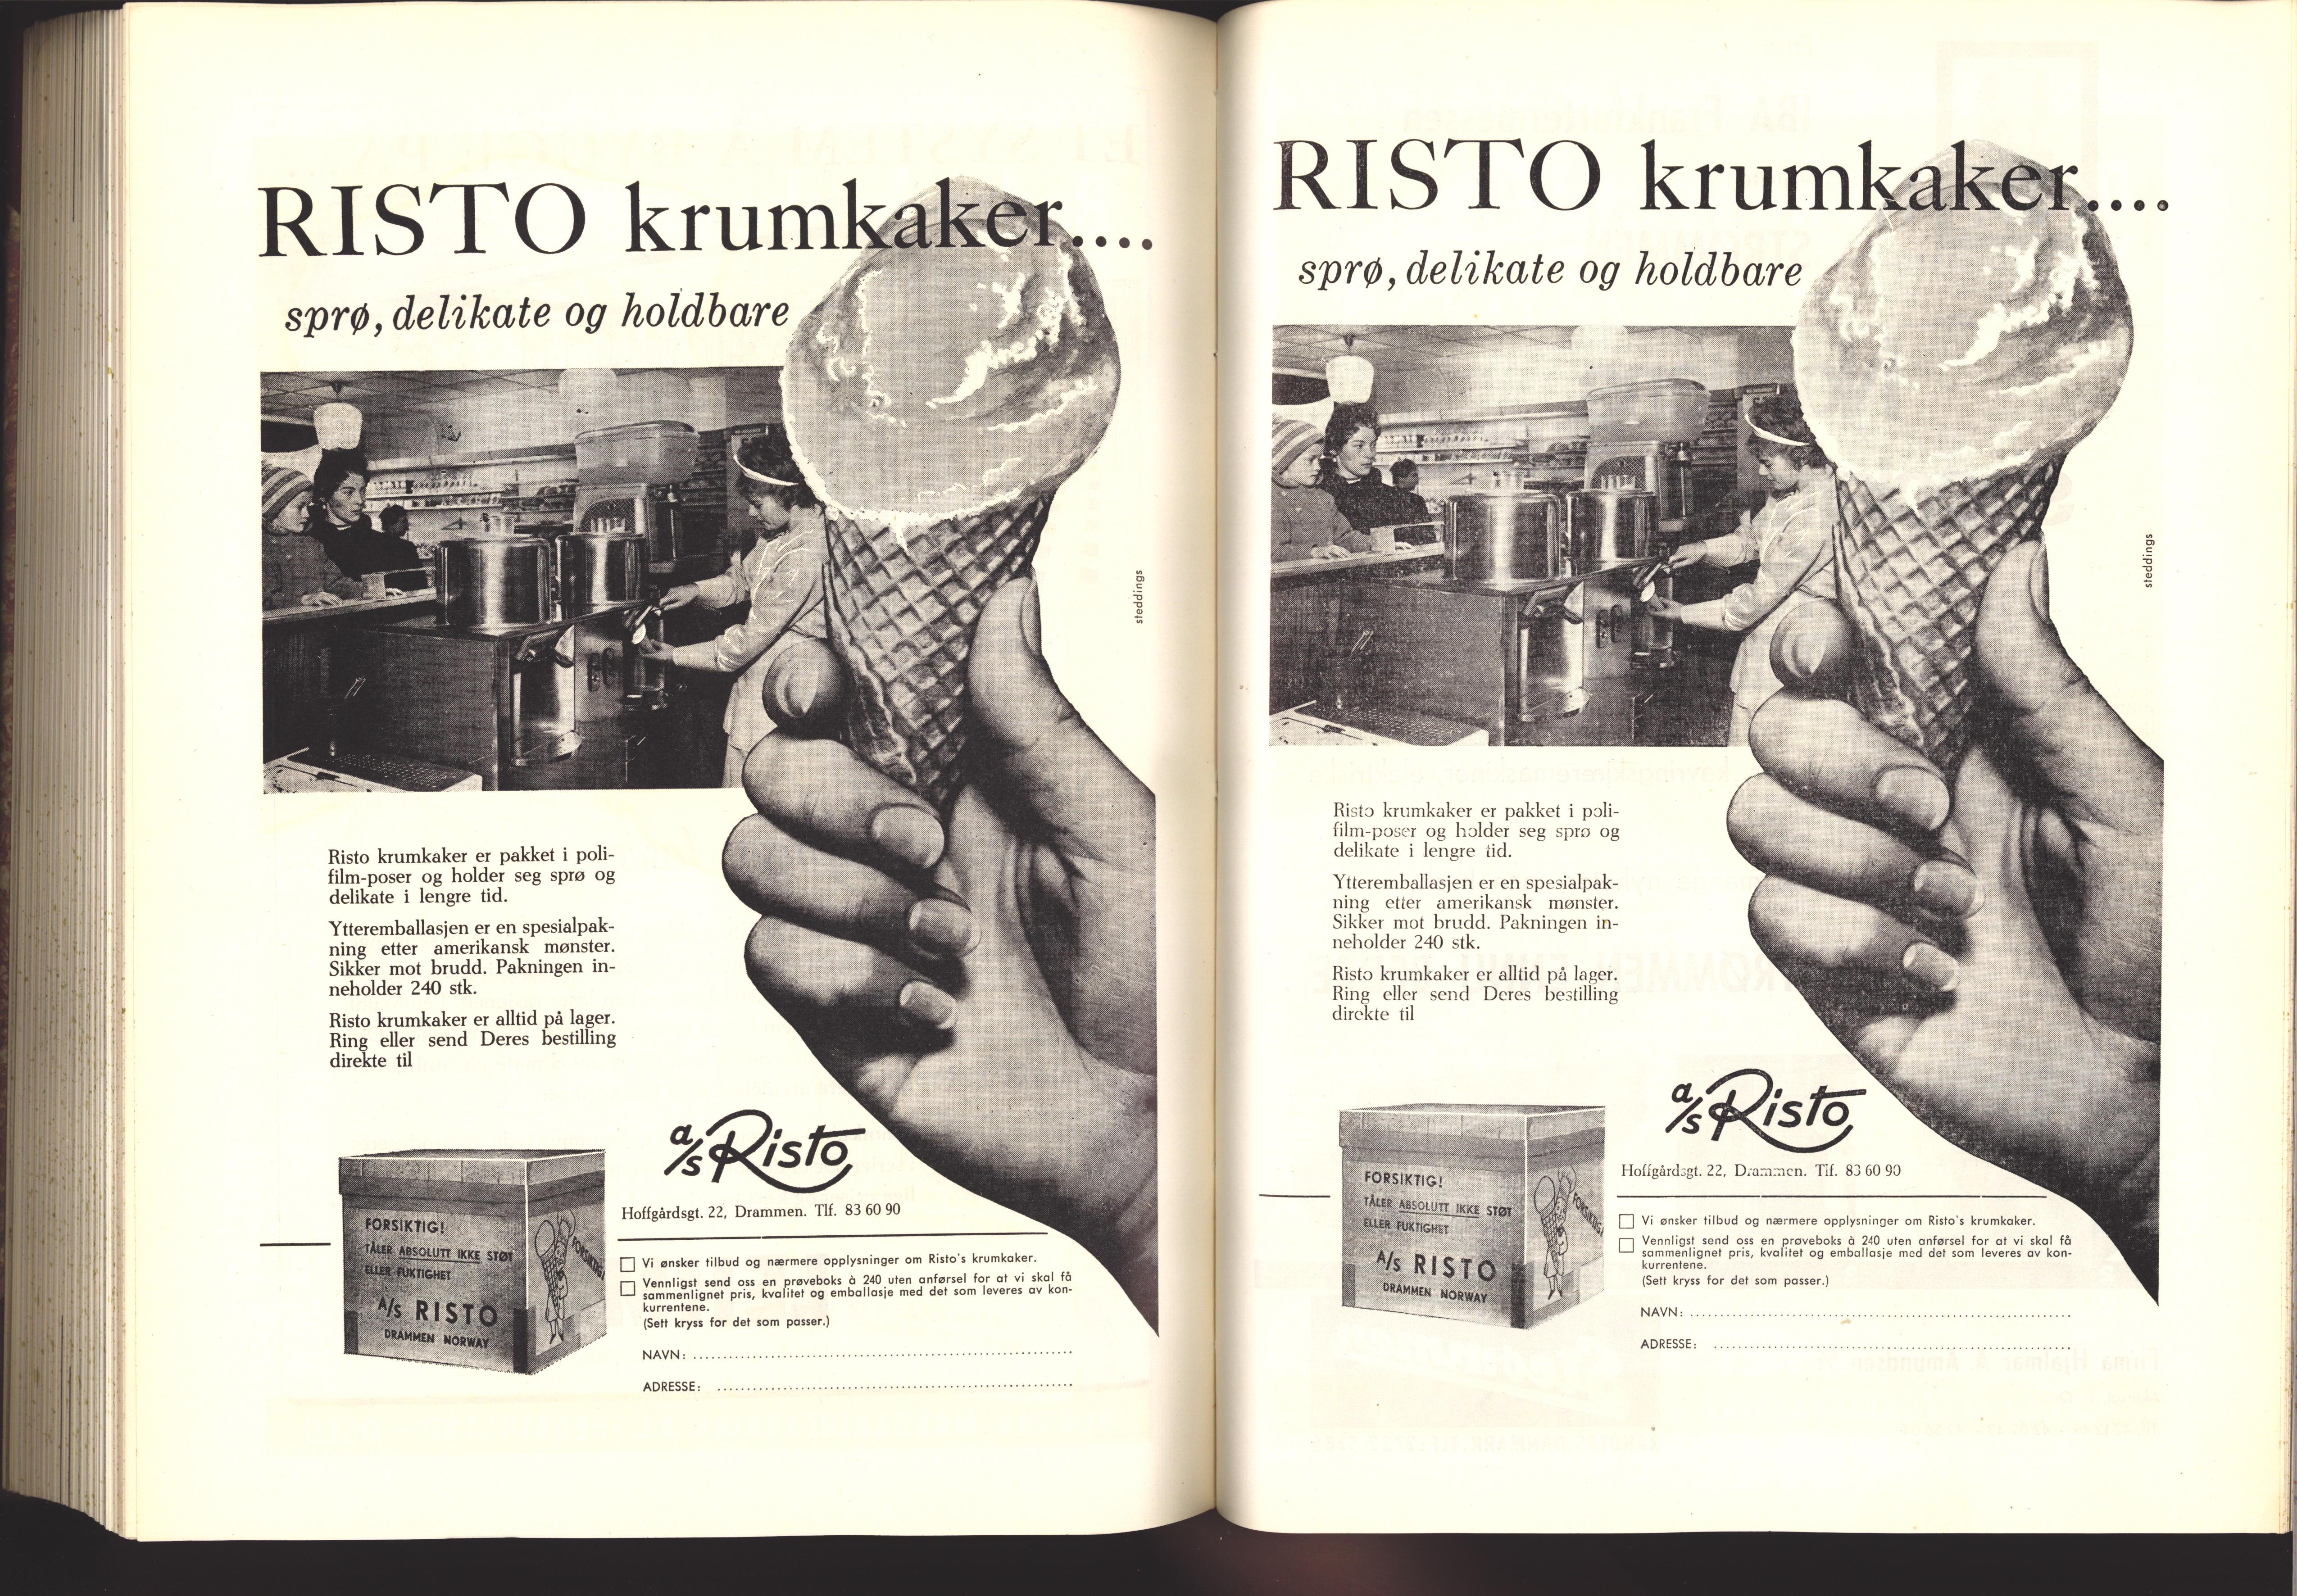 RISTO krumkaker....
sprø, delikate og holdbare
steddings
Risto krumkaker er pakket i poli-
film-poser og holder seg sprø og
delikate i lengre tid.
Ytteremballasjen er en spesialpak-
ning etter amerikansk mønster.
Sikker mot brudd. Pakningen in-
neholder 240 stk.
Risto krumkaker er alltid på lager.
Ring eller send Deres bestilling
direkte til
a/s Risto
Hoffgårdsgt. 22, Drammen. Tlf. 83 60 90
FORSIKTIG!
TÅLER ABSOLUTT IKKE STØT
ELLER FUKTIGHET
A/S RISTO
DRAMMEN NORWAY
FORSIKTIG!
Vi ønsker tilbud og nærmere opplysninger om Risto's krumkaker.
Vennligst send oss en prøveboks à 240 uten anførsel for at vi skal få
sammenlignet pris, kvalitet og emballasje med det som leveres av kon-
kurrentene.
(Sett kryss for det som passer.)
NAVN: ................................................................
ADRESSE: ............................................................
RISTO krumkaker....
sprø, delikate og holdbare
steddings
Risto krumkaker er pakket i poli-
film-poser og holder seg sprø og
delikate i lengre tid.
Ytteremballasjen er en spesialpak-
ning etter amerikansk mønster.
Sikker mot brudd. Pakningen in-
neholder 240 stk.
Risto krumkaker er alltid på lager.
Ring eller send Deres bestilling
direkte til
a/s Risto
Hoffgårdsgt. 22, Drammen. Tlf. 83 60 90
FORSIKTIG!
TÅLER ABSOLUTT IKKE STØT
ELLER FUKTIGHET
A/S RISTO
DRAMMEN NORWAY
FORSIKTIG!
Vi ønsker tilbud og nærmere opplysninger om Risto's krumkaker.
Vennligst send oss en prøveboks à 240 uten anførsel for at vi skal få
sammenlignet pris, kvalitet og emballasje med det som leveres av kon-
kurrentene.
(Sett kryss for det som passer.)
NAVN: ................................................................
ADRESSE: ............................................................